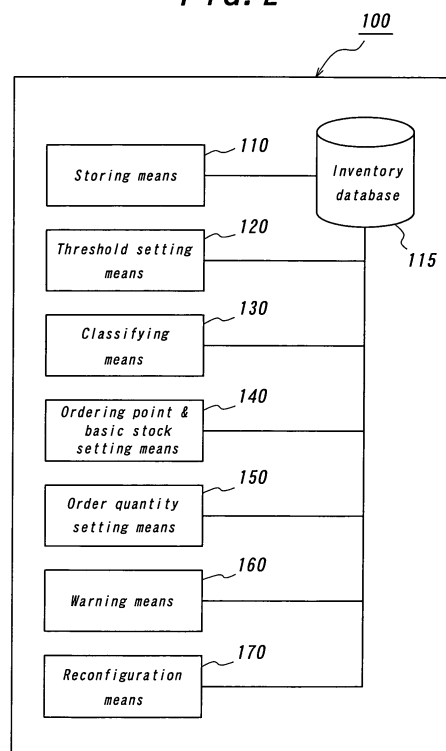 FIG. 2
100
110
Storing means
Inventory
database
115
120
Threshold setting
means
130
Classifying
means
140
Ordering point &
basic stock
setting means
150
Order quantity
setting means
160
Warning means
170
Reconfiguration
means